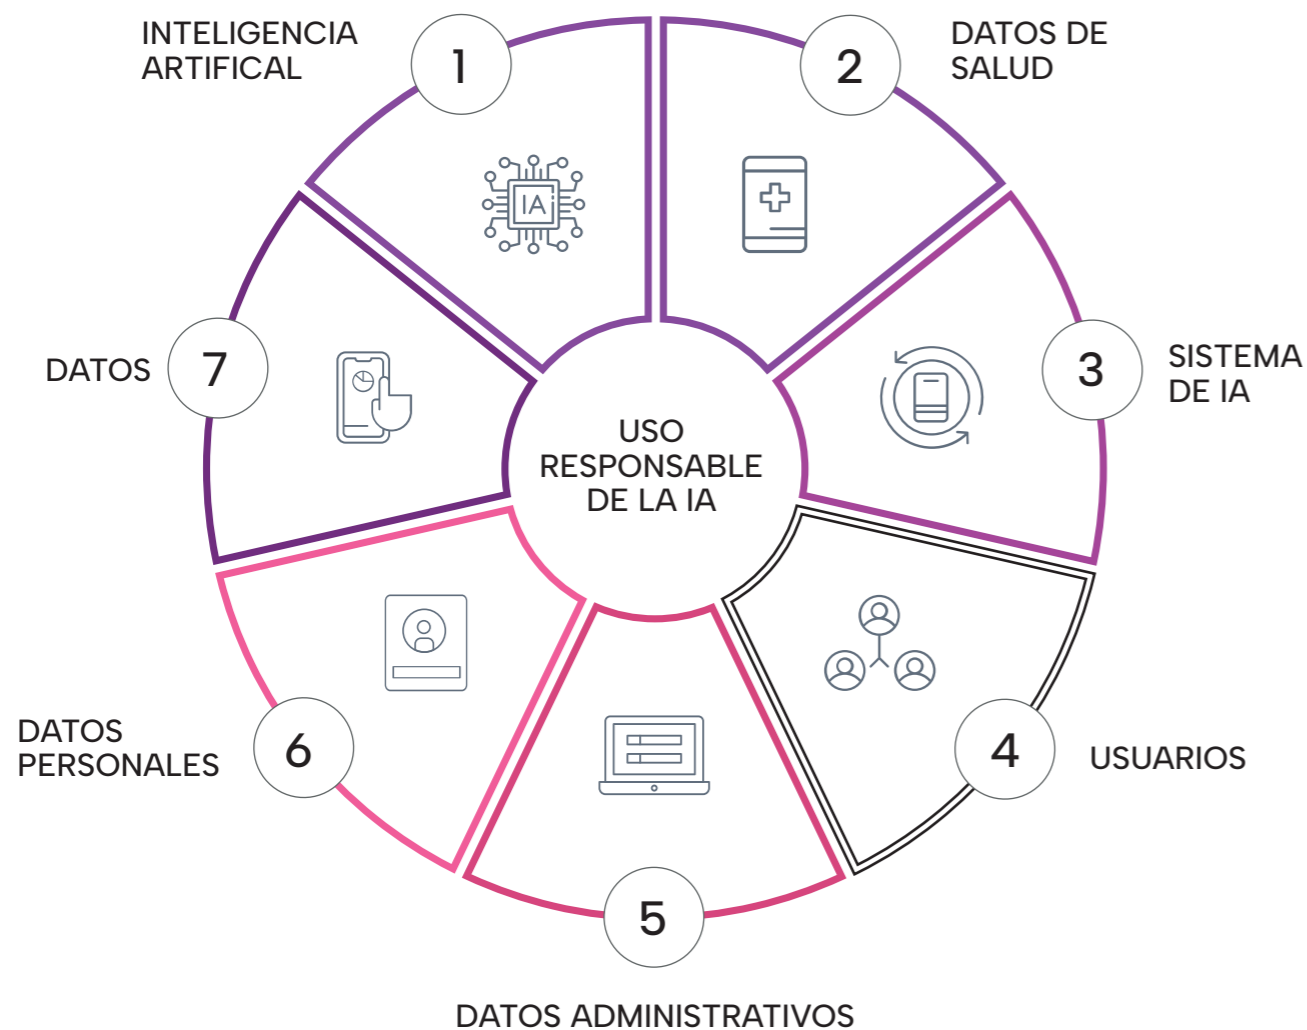 INTELIGENCIA
ARTIFICAL
1
2
DATOS DE
SALUD
IA
DATOS
7
3
SISTEMA
DE IA
USO
RESPONSABLE
DE LA IA
DATOS
PERSONALES
6
4
USUARIOS
5
DATOS ADMINISTRATIVOS